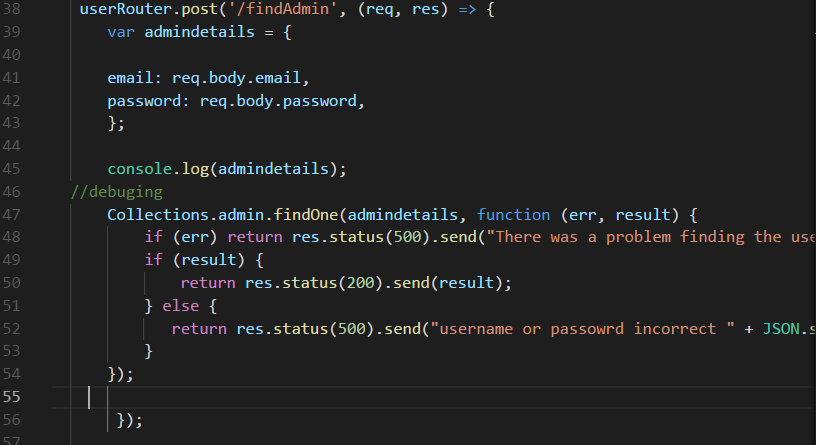 38 userRouter.post('/findAdmin', (req, res) => {
39 var admindetails = {
40
41 email: req.body.email,
42 password: req.body.password,
43 };
44
45 console.log(admindetails);
46 //debuging
47 Collections.admin.findOne(admindetails, function (err, result) {
48 if (err) return res.status(500).send("There was a problem finding the use
49 if (result) {
50 return res.status(200).send(result);
51 } else {
52 return res.status(500).send("username or passowrd incorrect " + JSON.s
53 }
54 });
55
56 });
57